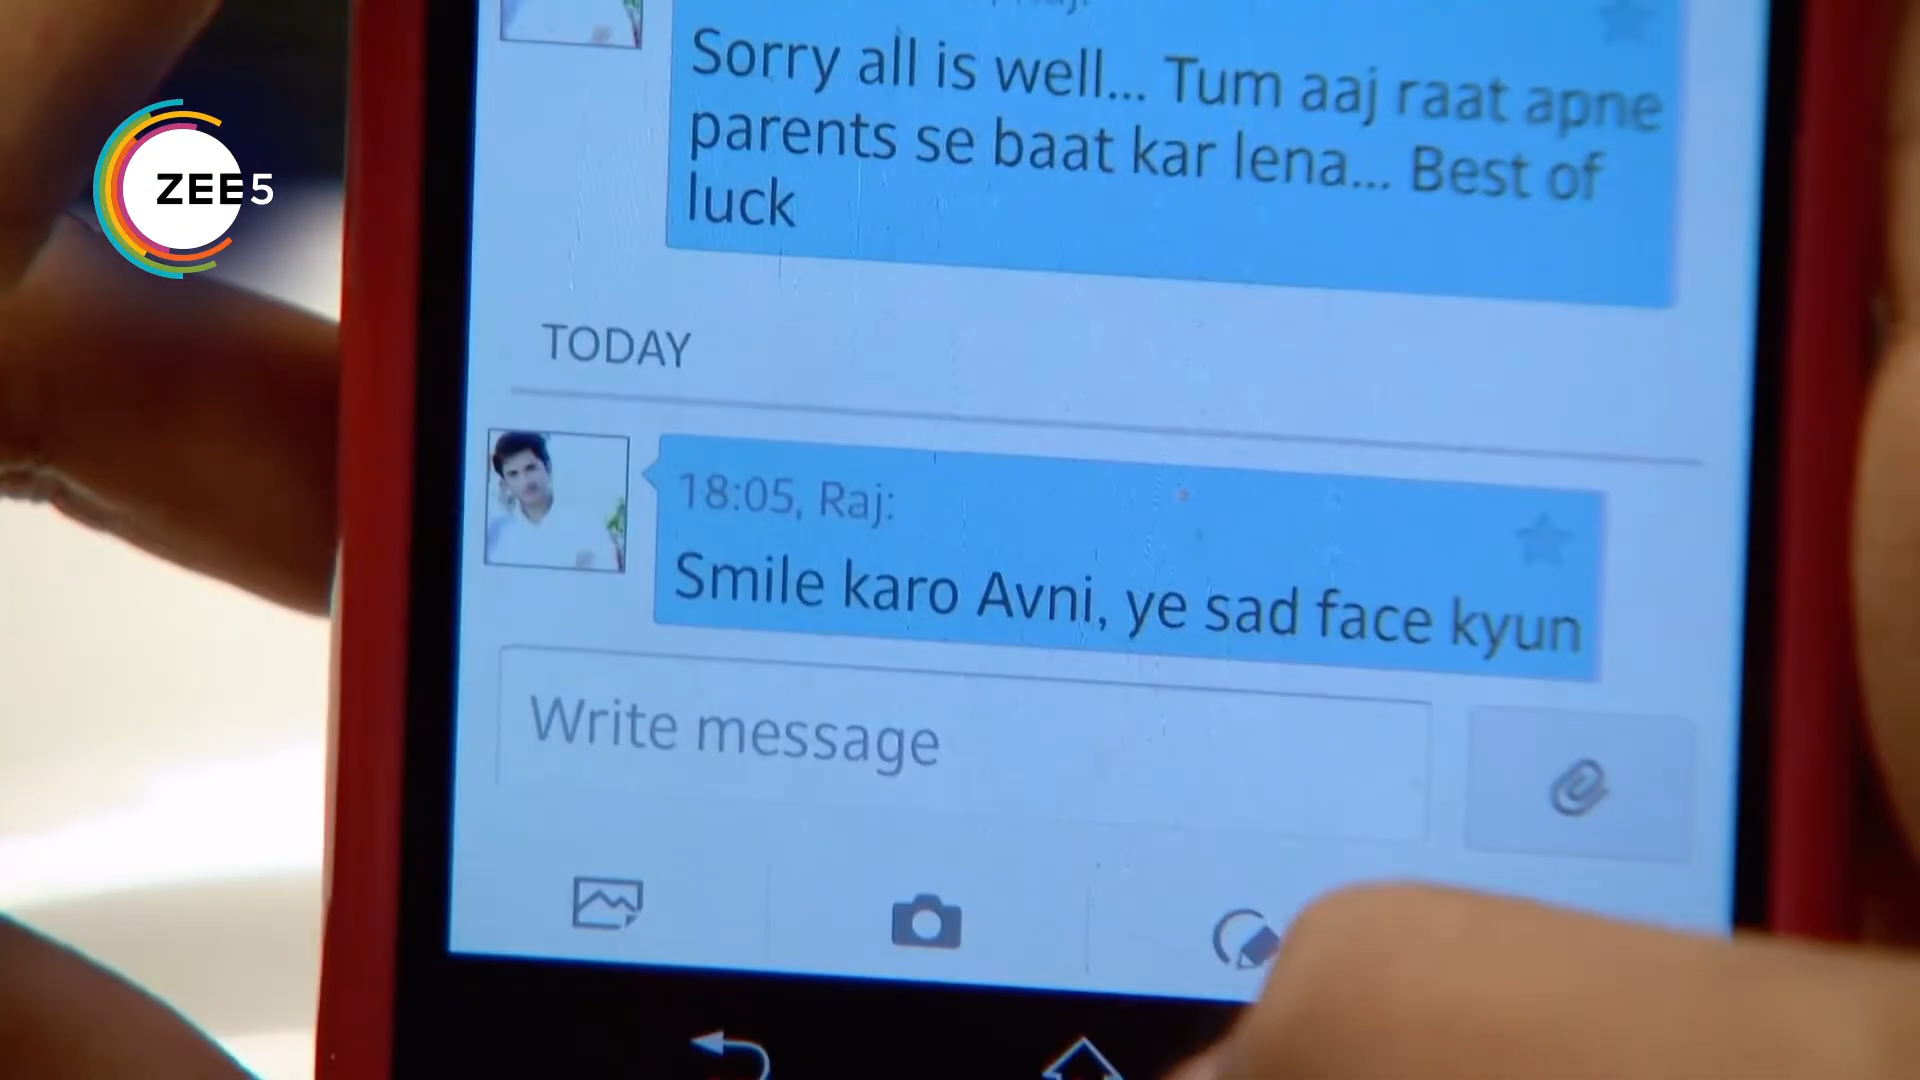 Sorry all is well... Tum aaj raat apne
parents se baat kar lena... Best of
luck
ZEE5
TODAY
18:05, Raj:
Smile karo Avni, ye sad face kyun
Write message